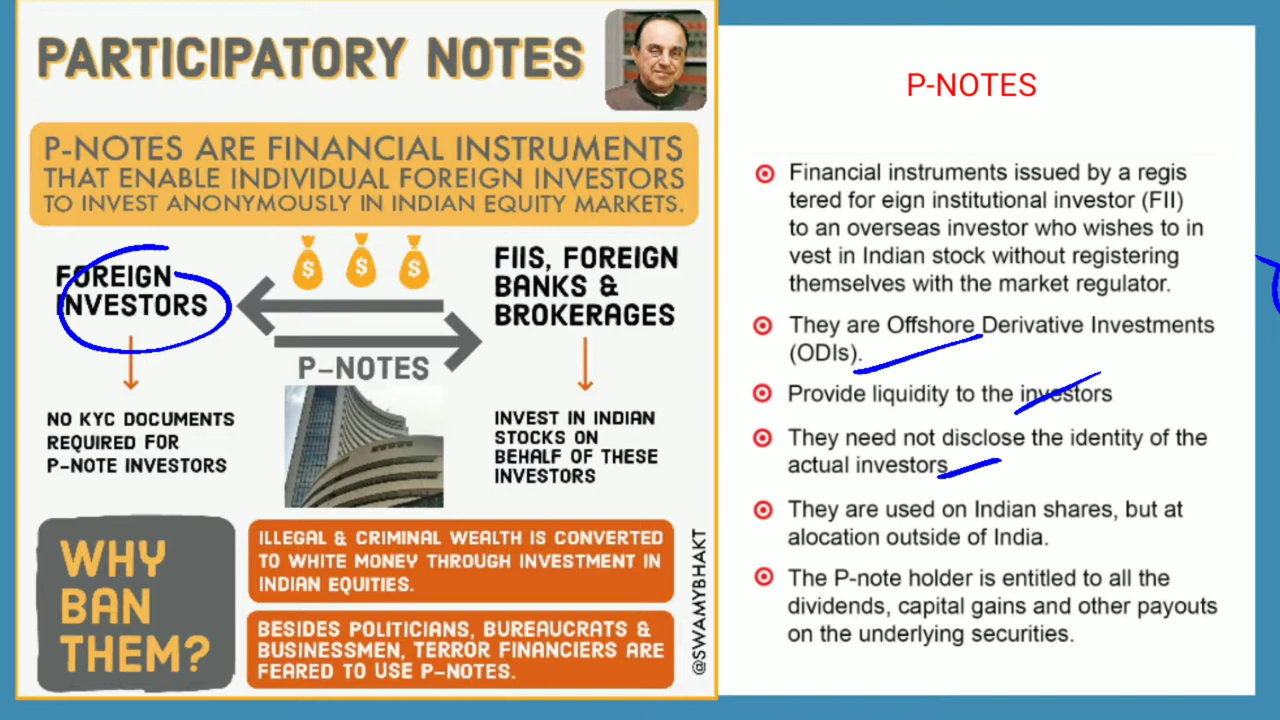 PARTICIPATORY NOTES
P-NOTES ARE FINANCIAL INSTRUMENTS
THAT ENABLE INDIVIDUAL FOREIGN INVESTORS
TO INVEST ANONYMOUSLY IN INDIAN EQUITY MARKETS.
FOREIGN
INVESTORS
$ $ $
P-NOTES
FIIS, FOREIGN
BANKS &
BROKERAGES
NO KYC DOCUMENTS
REQUIRED FOR
P-NOTE INVESTORS
INVEST IN INDIAN
STOCKS ON
BEHALF OF THESE
INVESTORS
WHY
BAN
THEM?
ILLEGAL & CRIMINAL WEALTH IS CONVERTED
TO WHITE MONEY THROUGH INVESTMENT IN
INDIAN EQUITIES.
BESIDES POLITICIANS, BUREAUCRATS &
BUSINESSMEN, TERROR FINANCIERS ARE
FEARED TO USE P-NOTES.
@SWAMYBHAKT
P-NOTES
Financial instruments issued by a regis
tered for eign institutional investor (FII)
to an overseas investor who wishes to in
vest in Indian stock without registering
themselves with the market regulator.
They are Offshore Derivative Investments
(ODIs).
Provide liquidity to the investors
They need not disclose the identity of the
actual investors
They are used on Indian shares, but at
alocation outside of India.
The P-note holder is entitled to all the
dividends, capital gains and other payouts
on the underlying securities.